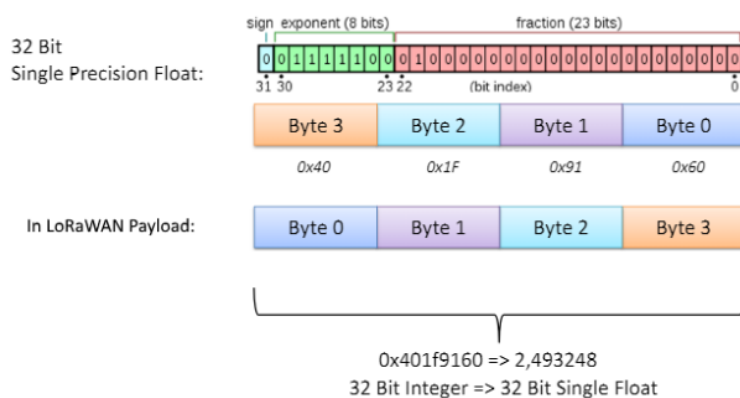 sign exponent (8 bits) fraction (23 bits)
32 Bit
Single Precision Float:
0 0 1 1 1 1 1 0 0 0 1 0 0 0 0 0 0 0 0 0 0 0 0 0 0 0 0 0 0 0 0 0
31 30 23 22 (bit index) 0
Byte 3 Byte 2 Byte 1 Byte 0
0x40 0x1F 0x91 0x60
In LoRaWAN Payload:
Byte 0 Byte 1 Byte 2 Byte 3
0x401f9160 => 2,493248
32 Bit Integer => 32 Bit Single Float